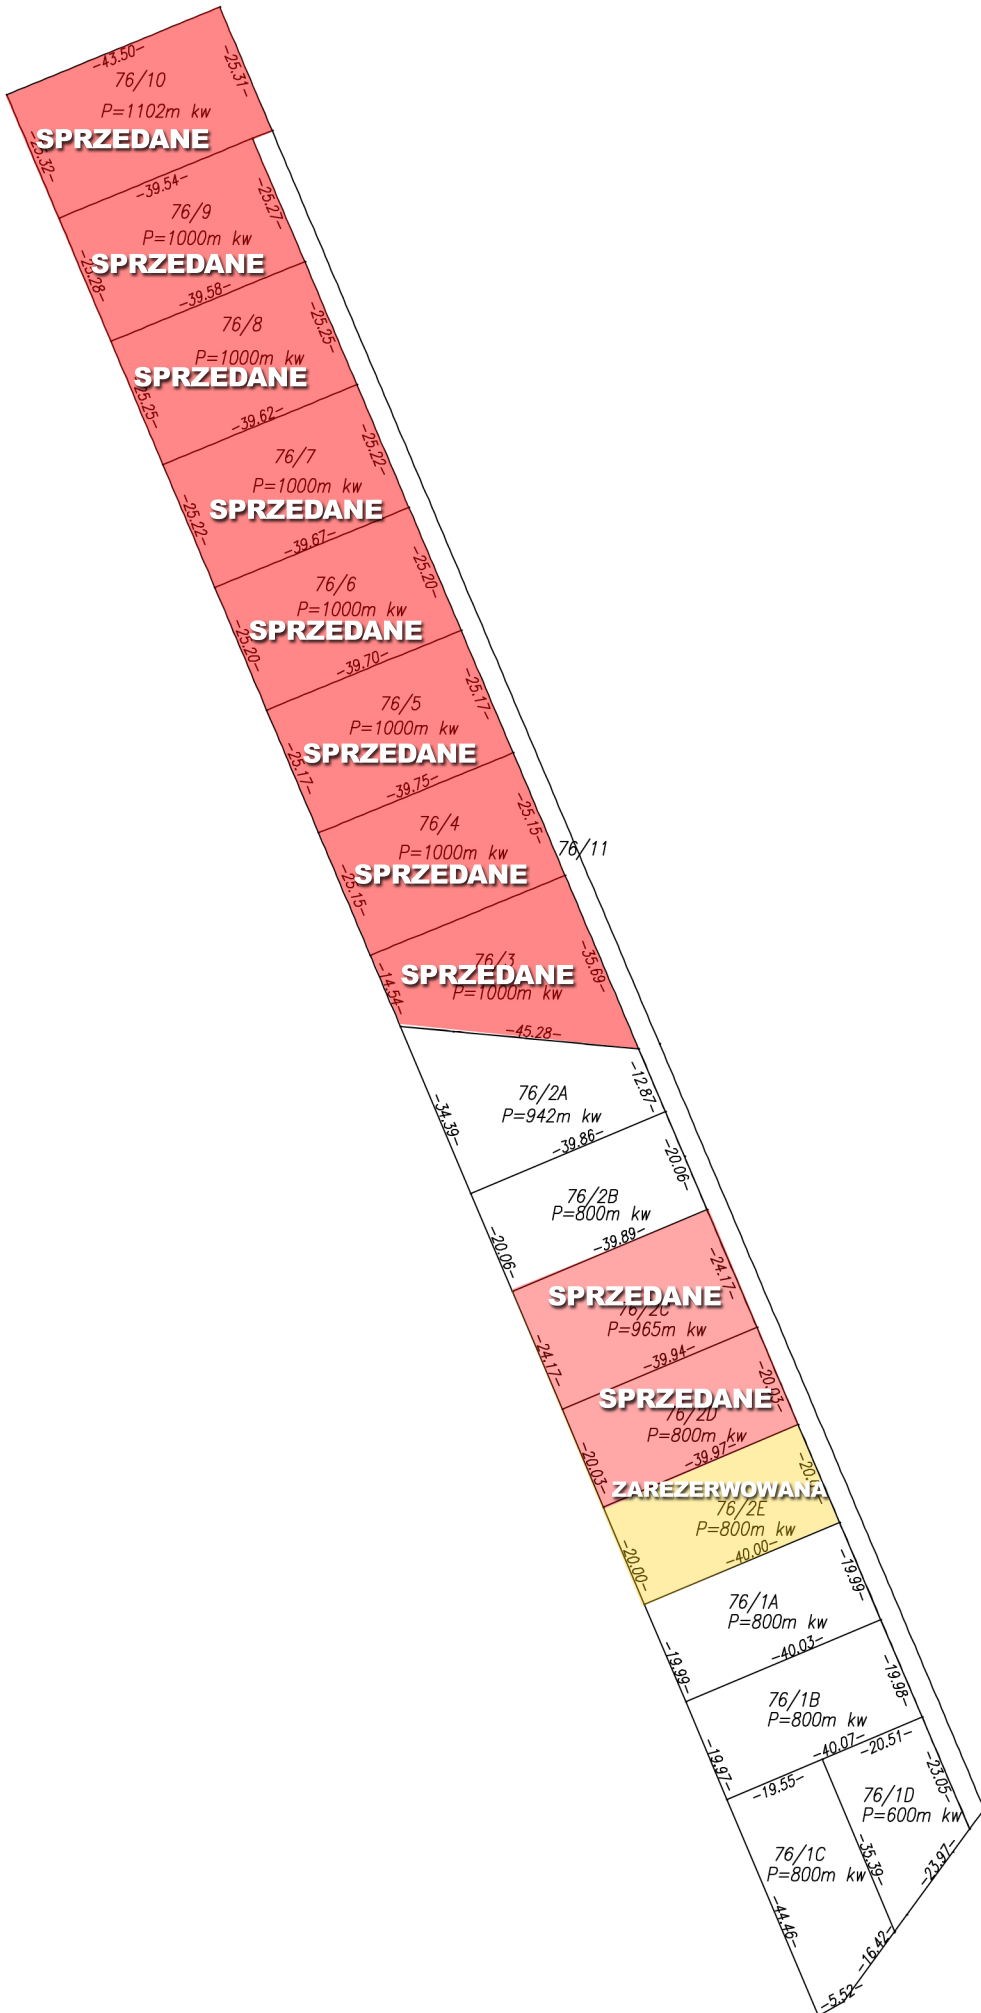 -43.50-
-25.31-
76/10
P=1102m kw
SPRZEDANE
-25.32-
-39.54-
-25.27-
76/9
P=1000m kw
SPRZEDANE
-25.28-
-39.58-
-25.25-
76/8
P=1000m kw
SPRZEDANE
-25.25-
-39.62-
-25.22-
76/7
P=1000m kw
SPRZEDANE
-25.22-
-39.67-
-25.20-
76/6
P=1000m kw
SPRZEDANE
-25.20-
-39.70-
-25.17-
76/5
P=1000m kw
SPRZEDANE
-25.17-
-39.75-
-25.15-
76/4
P=1000m kw
76/11
SPRZEDANE
-25.15-
-35.69-
76/3
SPRZEDANE
P=1000m kw
-14.54-
-45.28-
-12.87-
76/2A
P=942m kw
-34.39-
-39.86-
-20.06-
76/2B
P=800m kw
-20.06-
-39.89-
-24.17-
SPRZEDANE
76/2C
P=965m kw
-24.17-
-39.94-
-20.03-
SPRZEDANE
76/2D
P=800m kw
-20.03-
-39.97-
ZAREZERWOWANA
76/2E
P=800m kw
-20.00-
-40.00-
-19.99-
76/1A
P=800m kw
-19.99-
-40.03-
-19.98-
76/1B
P=800m kw
-19.97-
-40.07-
-20.51-
-19.55-
-23.05-
76/1D
P=600m kw
76/1C
P=800m kw
-35.39-
-23.97-
-44.46-
-16.42-
-5.52-